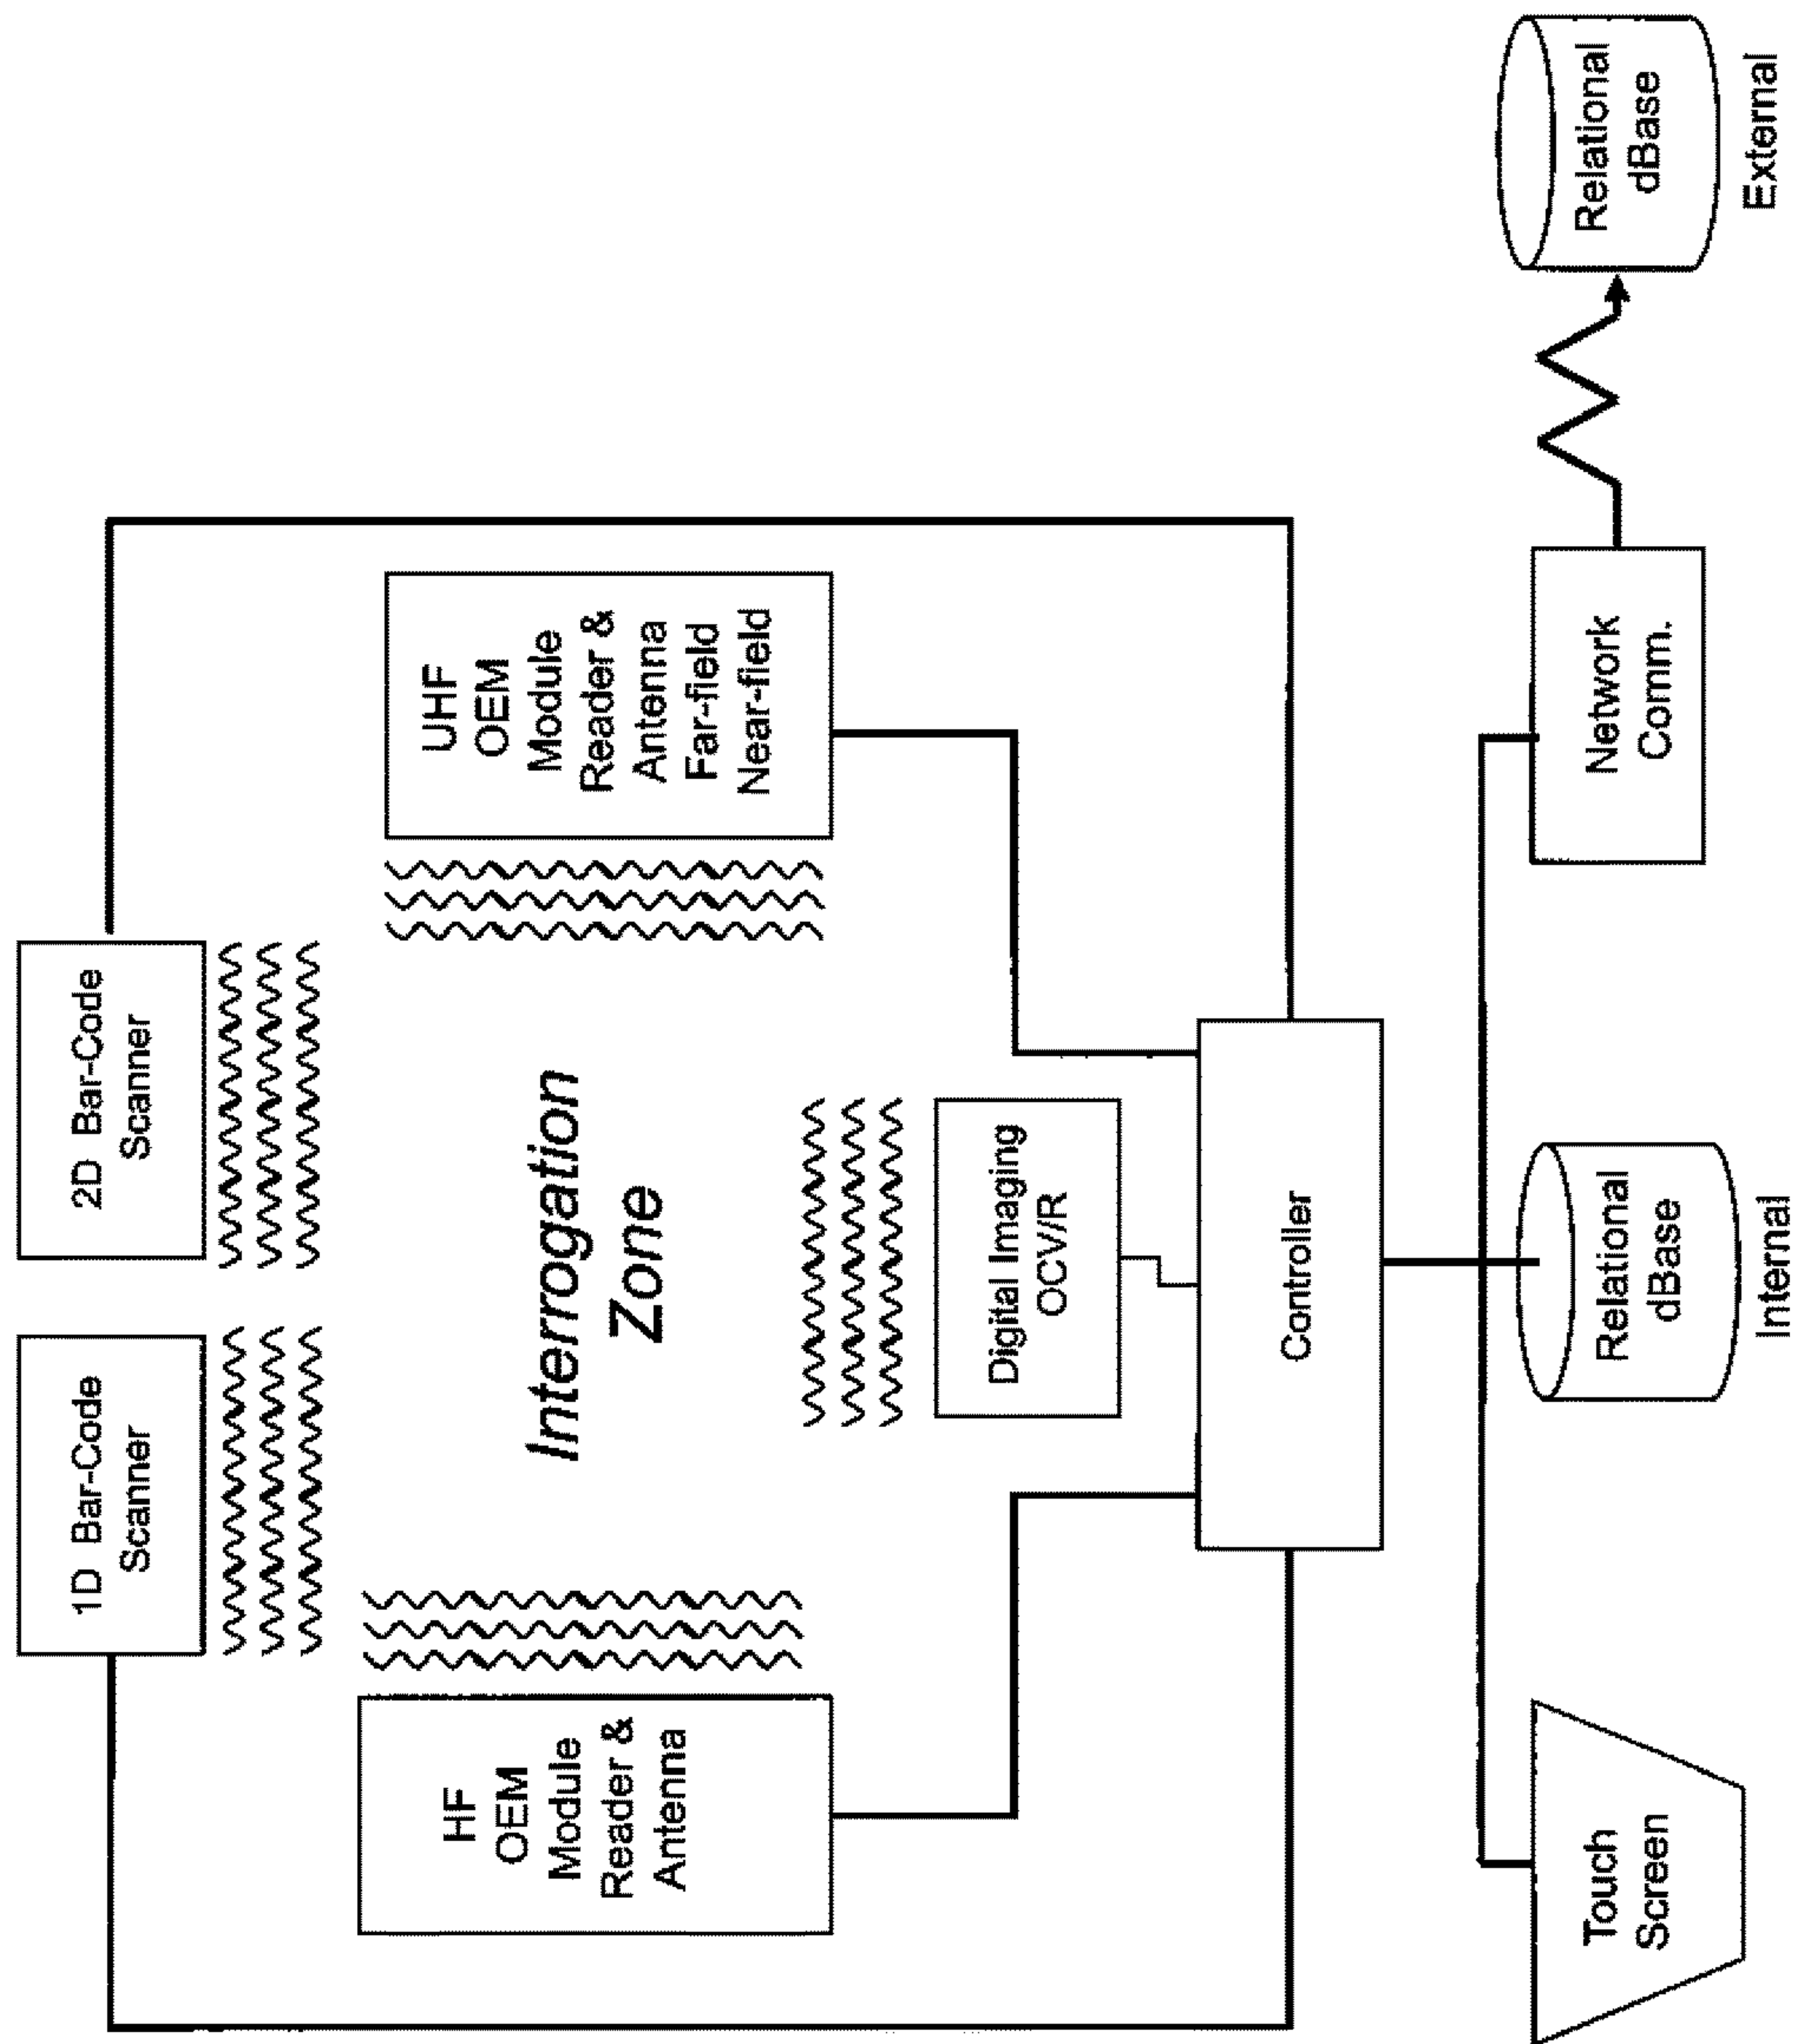 1D Bar-Code
Scanner
2D Bar-Code
Scanner
HF
OEM
Module
Reader &
Antenna
Interrogation
Zone
UHF
OEM
Module
Reader &
Antenna
Far-field
Near-field
Digital Imaging
OCV/R
Controller
Touch
Screen
Relational
dBase
Internal
Network
Comm.
Relational
dBase
External